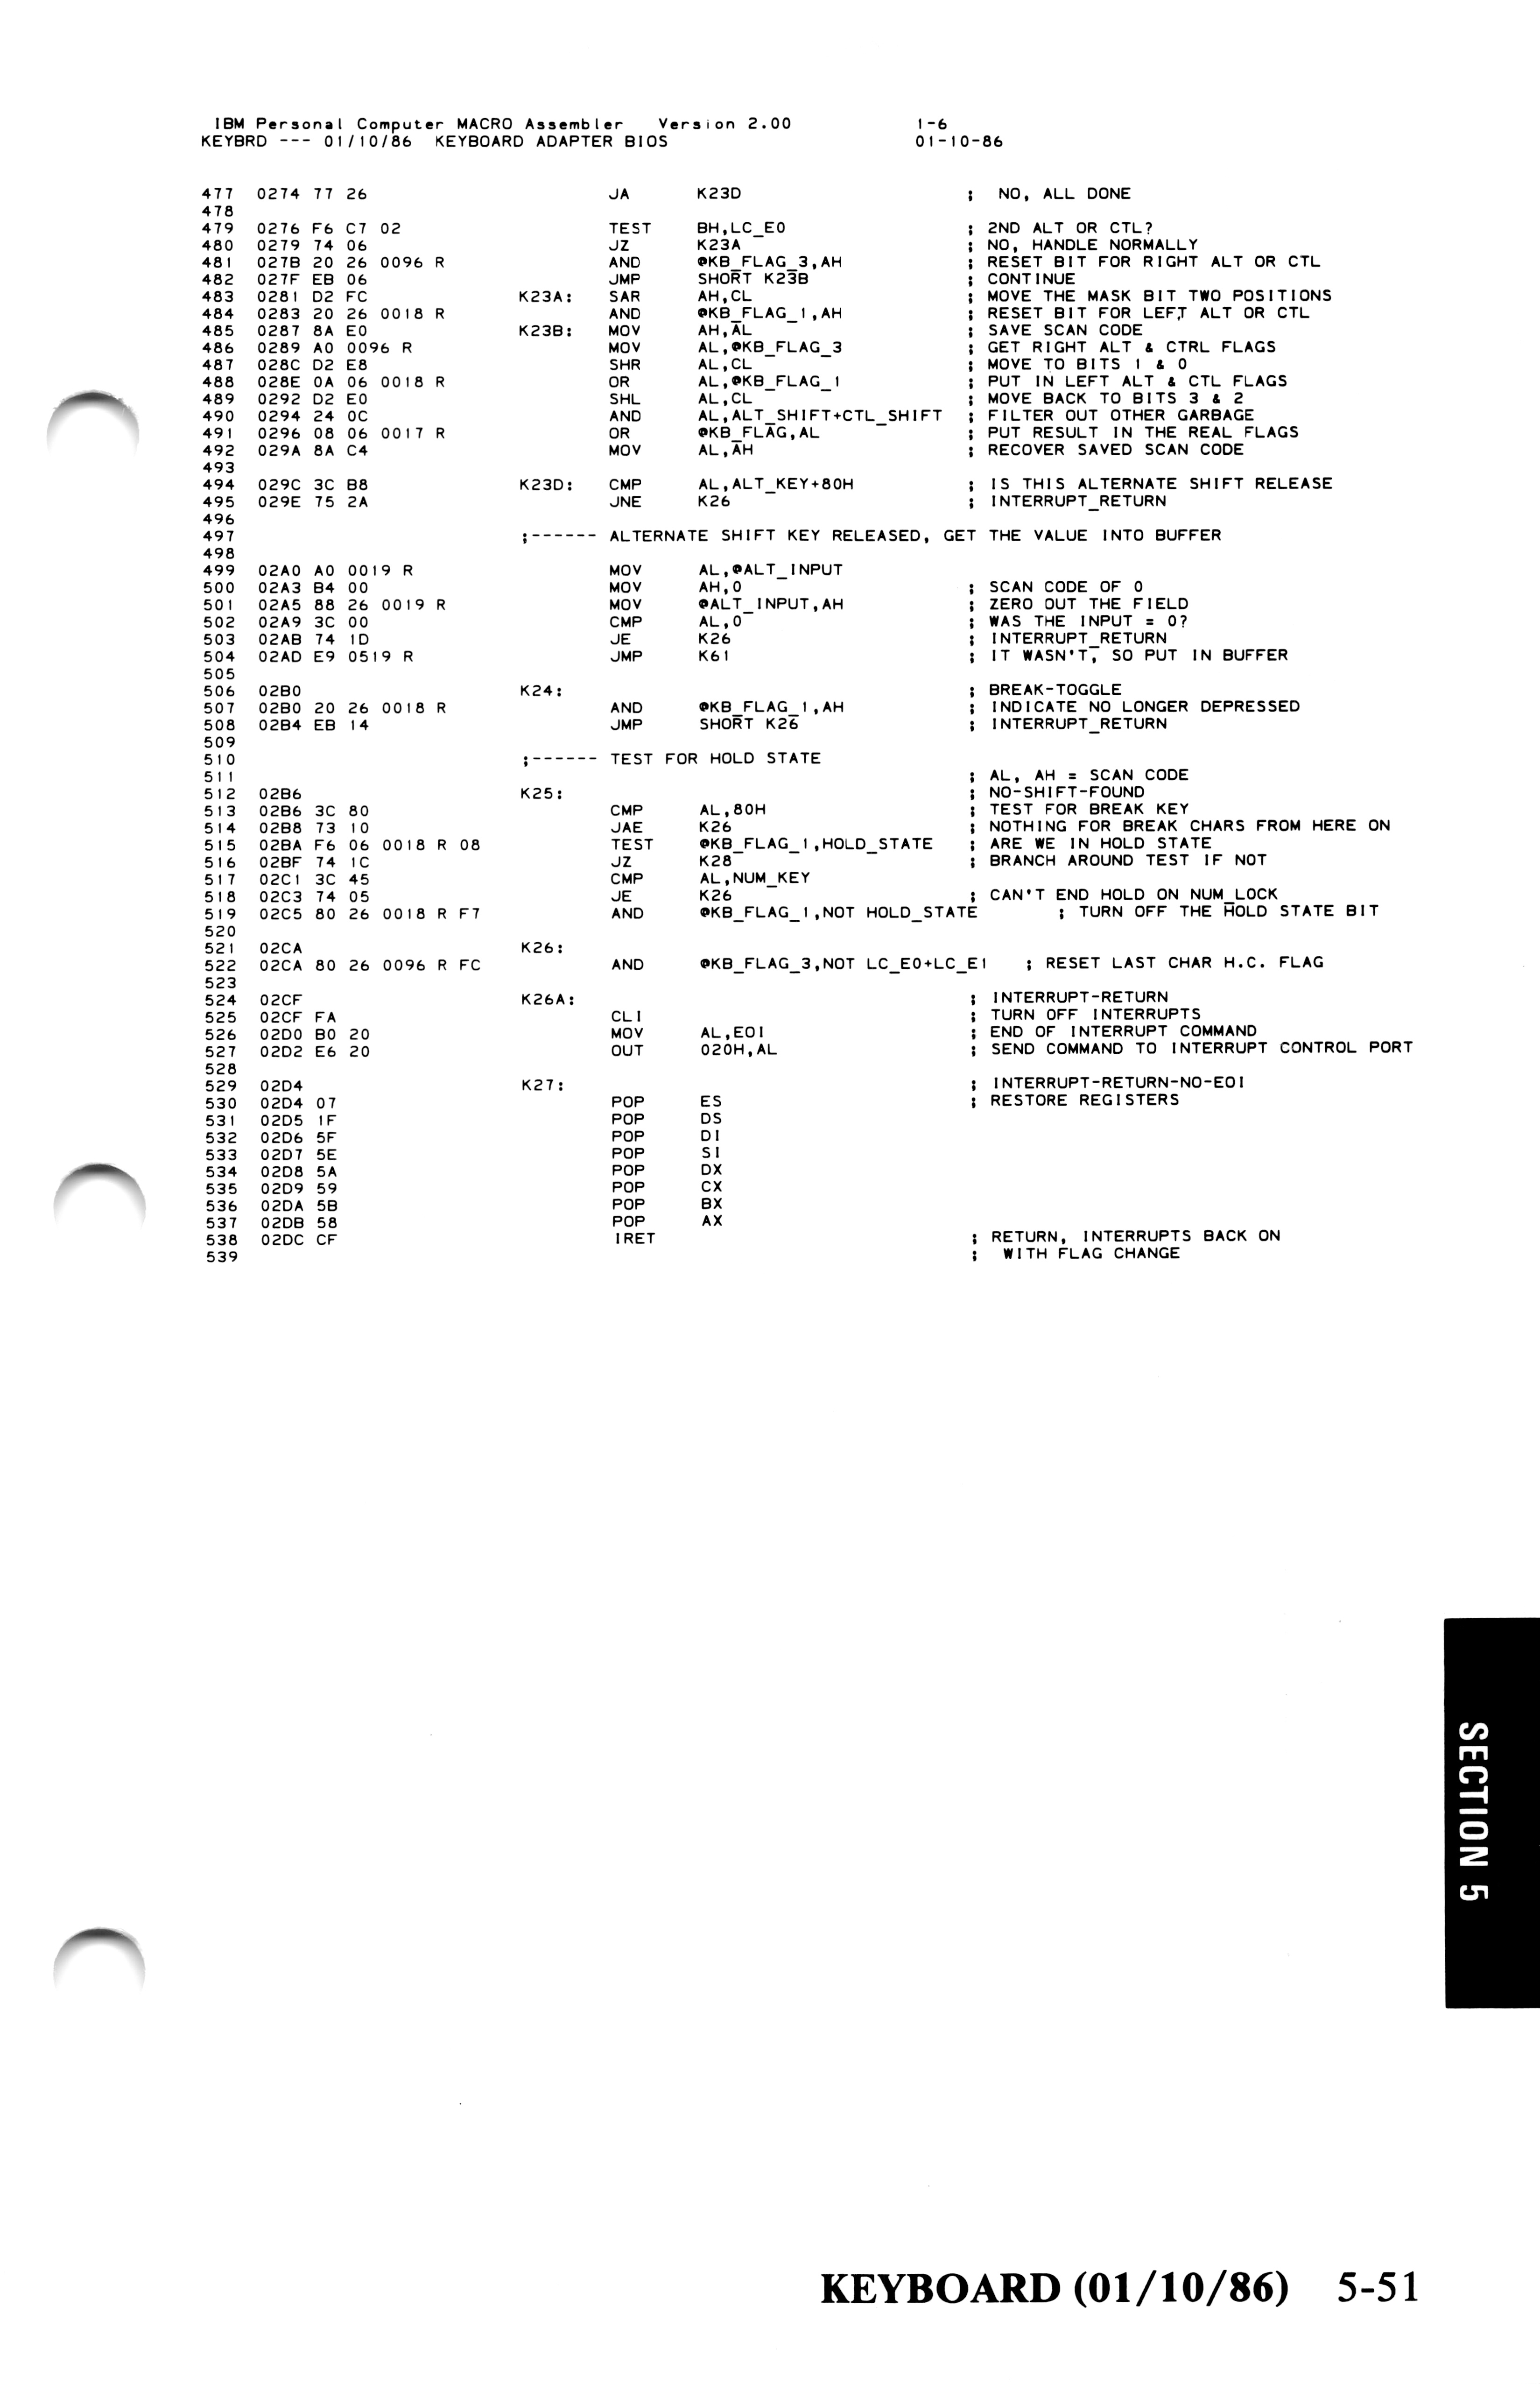 IBM Personal Computer MACRO Assembler   Version 2.00                1-6
KEYBRD --- 01/10/86  KEYBOARD ADAPTER BIOS                          01-10-86
477  0274 77 26                        JA      K23D                    ;  NO, ALL DONE
478
479  0276 F6 C7 02                     TEST    BH,LC_E0                ; 2ND ALT OR CTL?
480  0279 74 06                        JZ      K23A                    ; NO, HANDLE NORMALLY
481  027B 20 26 0096 R                 AND     @KB_FLAG_3,AH           ; RESET BIT FOR RIGHT ALT OR CTL
482  027F EB 06                        JMP     SHORT K23B              ; CONTINUE
483  0281 D2 FC                K23A:   SAR     AH,CL                   ; MOVE THE MASK BIT TWO POSITIONS
484  0283 20 26 0018 R                 AND     @KB_FLAG_1,AH           ; RESET BIT FOR LEFT ALT OR CTL
485  0287 8A E0                K23B:   MOV     AH,AL                   ; SAVE SCAN CODE
486  0289 A0 0096 R                    MOV     AL,@KB_FLAG_3           ; GET RIGHT ALT & CTRL FLAGS
487  028C D2 E8                        SHR     AL,CL                   ; MOVE TO BITS 1 & 0
488  028E 0A 06 0018 R                 OR      AL,@KB_FLAG_1           ; PUT IN LEFT ALT & CTL FLAGS
489  0292 D2 E0                        SHL     AL,CL                   ; MOVE BACK TO BITS 3 & 2
490  0294 24 0C                        AND     AL,ALT_SHIFT+CTL_SHIFT  ; FILTER OUT OTHER GARBAGE
491  0296 08 06 0017 R                 OR      @KB_FLAG,AL             ; PUT RESULT IN THE REAL FLAGS
492  029A 8A C4                        MOV     AL,AH                   ; RECOVER SAVED SCAN CODE
493
494  029C 3C B8                K23D:   CMP     AL,ALT_KEY+80H          ; IS THIS ALTERNATE SHIFT RELEASE
495  029E 75 2A                        JNE     K26                     ; INTERRUPT_RETURN
496
497                            ;------ ALTERNATE SHIFT KEY RELEASED, GET THE VALUE INTO BUFFER
498
499  02A0 A0 0019 R                    MOV     AL,@ALT_INPUT
500  02A3 B4 00                        MOV     AH,0                    ; SCAN CODE OF 0
501  02A5 88 26 0019 R                 MOV     @ALT_INPUT,AH           ; ZERO OUT THE FIELD
502  02A9 3C 00                        CMP     AL,0                    ; WAS THE INPUT = 0?
503  02AB 74 1D                        JE      K26                     ; INTERRUPT_RETURN
504  02AD E9 0519 R                    JMP     K61                     ; IT WASN'T, SO PUT IN BUFFER
505
506  02B0                      K24:                                    ; BREAK-TOGGLE
507  02B0 20 26 0018 R                 AND     @KB_FLAG_1,AH           ; INDICATE NO LONGER DEPRESSED
508  02B4 EB 14                        JMP     SHORT K26               ; INTERRUPT_RETURN
509
510                            ;------ TEST FOR HOLD STATE
511                                                                    ; AL, AH = SCAN CODE
512  02B6                      K25:                                    ; NO-SHIFT-FOUND
513  02B6 3C 80                        CMP     AL,80H                  ; TEST FOR BREAK KEY
514  02B8 73 10                        JAE     K26                     ; NOTHING FOR BREAK CHARS FROM HERE ON
515  02BA F6 06 0018 R 08              TEST    @KB_FLAG_1,HOLD_STATE   ; ARE WE IN HOLD STATE
516  02BF 74 1C                        JZ      K28                     ; BRANCH AROUND TEST IF NOT
517  02C1 3C 45                        CMP     AL,NUM_KEY
518  02C3 74 05                        JE      K26                     ; CAN'T END HOLD ON NUM_LOCK
519  02C5 80 26 0018 R F7              AND     @KB_FLAG_1,NOT HOLD_STATE       ; TURN OFF THE HOLD STATE BIT
520
521  02CA                      K26:
522  02CA 80 26 0096 R FC              AND     @KB_FLAG_3,NOT LC_E0+LC_E1   ; RESET LAST CHAR H.C. FLAG
523
524  02CF                      K26A:                                   ; INTERRUPT-RETURN
525  02CF FA                           CLI                             ; TURN OFF INTERRUPTS
526  02D0 B0 20                        MOV     AL,EOI                  ; END OF INTERRUPT COMMAND
527  02D2 E6 20                        OUT     020H,AL                 ; SEND COMMAND TO INTERRUPT CONTROL PORT
528
529  02D4                      K27:                                    ; INTERRUPT-RETURN-NO-EOI
530  02D4 07                           POP     ES                      ; RESTORE REGISTERS
531  02D5 1F                           POP     DS
532  02D6 5F                           POP     DI
533  02D7 5E                           POP     SI
534  02D8 5A                           POP     DX
535  02D9 59                           POP     CX
536  02DA 5B                           POP     BX
537  02DB 58                           POP     AX
538  02DC CF                           IRET                            ; RETURN, INTERRUPTS BACK ON
539                                                                    ;  WITH FLAG CHANGE
SECTION 5
KEYBOARD (01/10/86)   5-51